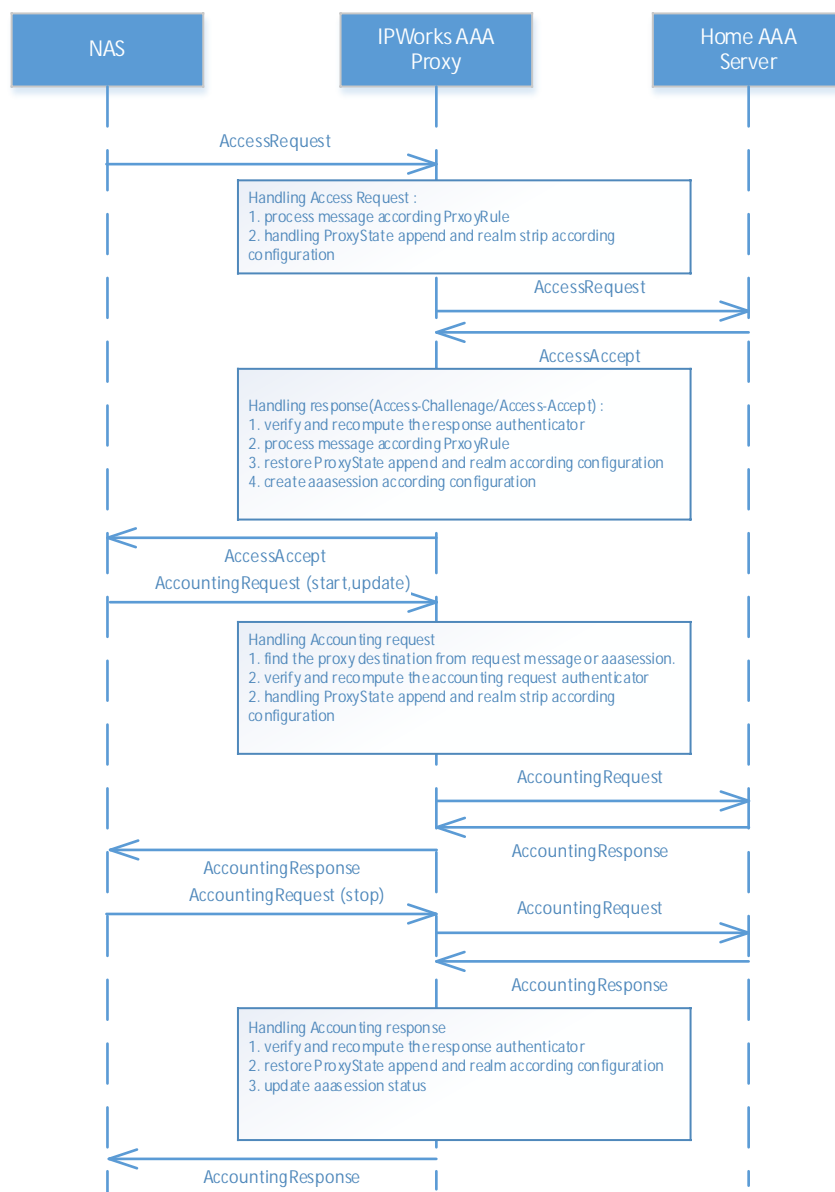 NAS
IPWorks AAA
Proxy
Home AAA
Server
AccessRequest
Handling Access Request :
1. process message according PrxoyRule
2. handling ProxyState append and realm strip according
configuration
AccessRequest
AccessAccept
Handling response(Access-Challenage/Access-Accept) :
1. verify and recompute the response authenticator
2. process message according PrxoyRule
3. restore ProxyState append and realm according configuration
4. create aaasession according configuration
AccessAccept
AccountingRequest (start,update)
Handling Accounting request
1. find the proxy destination from request message or aaasession.
2. verify and recompute the accounting request authenticator
2. handling ProxyState append and realm strip according
configuration
AccountingRequest
AccountingResponse
AccountingResponse
AccountingRequest (stop)
AccountingRequest
AccountingResponse
Handling Accounting response
1. verify and recompute the response authenticator
2. restore ProxyState append and realm according configuration
3. update aaasession status
AccountingResponse